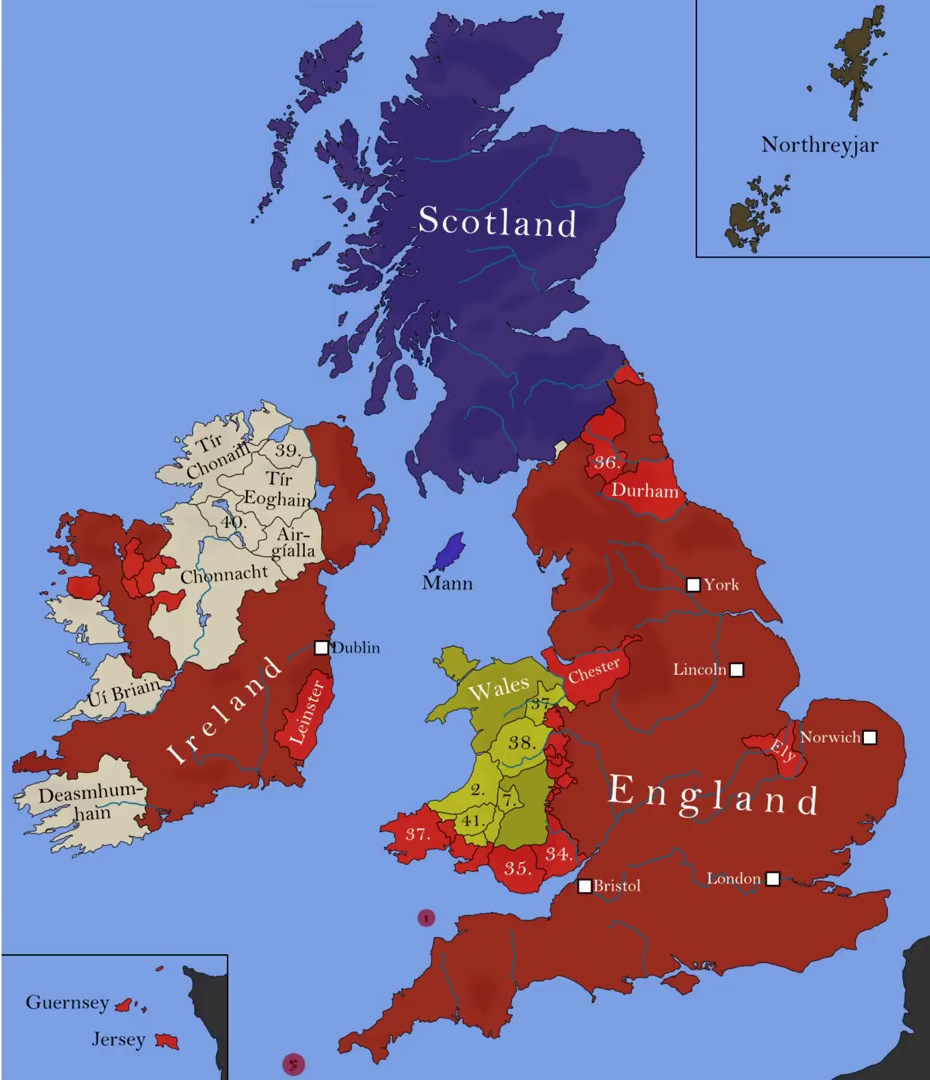 Northreyjar
Scotland
Tír
Chonaill
39.
Tír
Eoghain
36.
Durham
40.
Air-
gíalla
Chonnacht
Mann
York
Dublin
Lincoln
Chester
Wales
Uí Briain
Ireland
Leinster
37.
38.
Norwich
Ely
England
Deasmhum-
hain
2.
7.
41.
37.
34.
35.
London
Bristol
Guernsey
Jersey